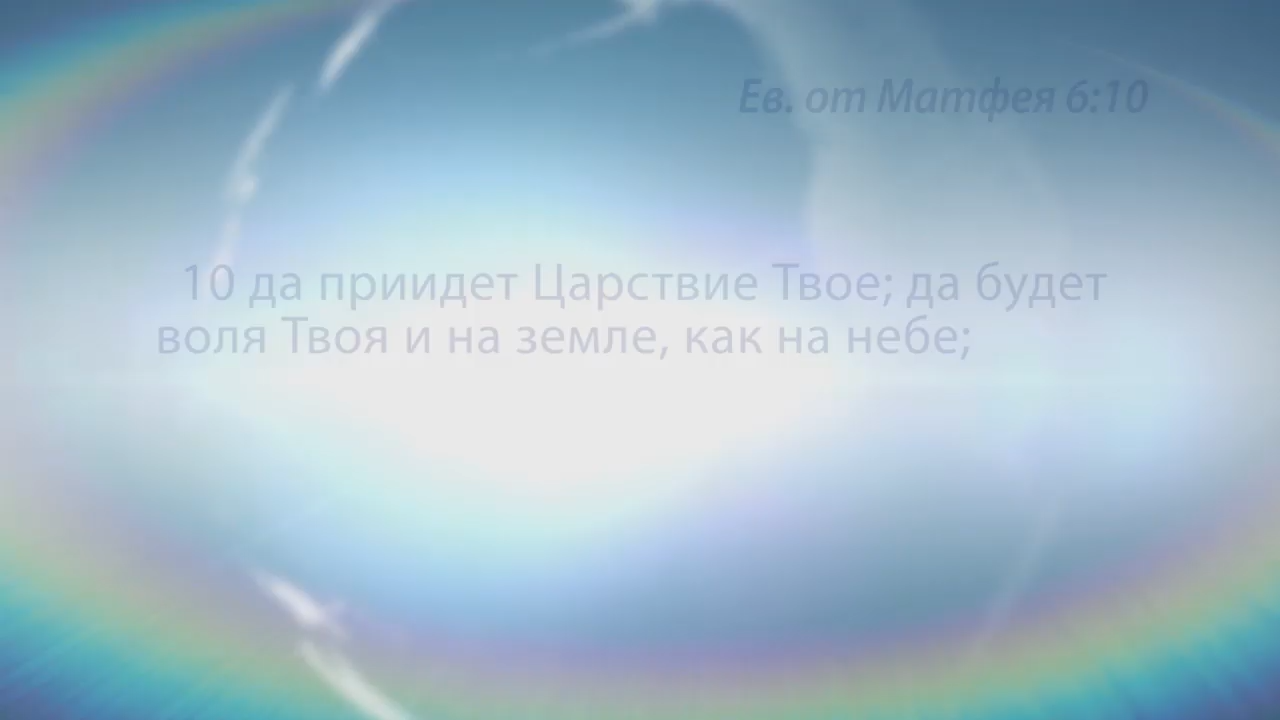 Ев. от Матфея 6:10
10 да приидет Царствие Твое; да будет
воля Твоя и на земле, как на небе;